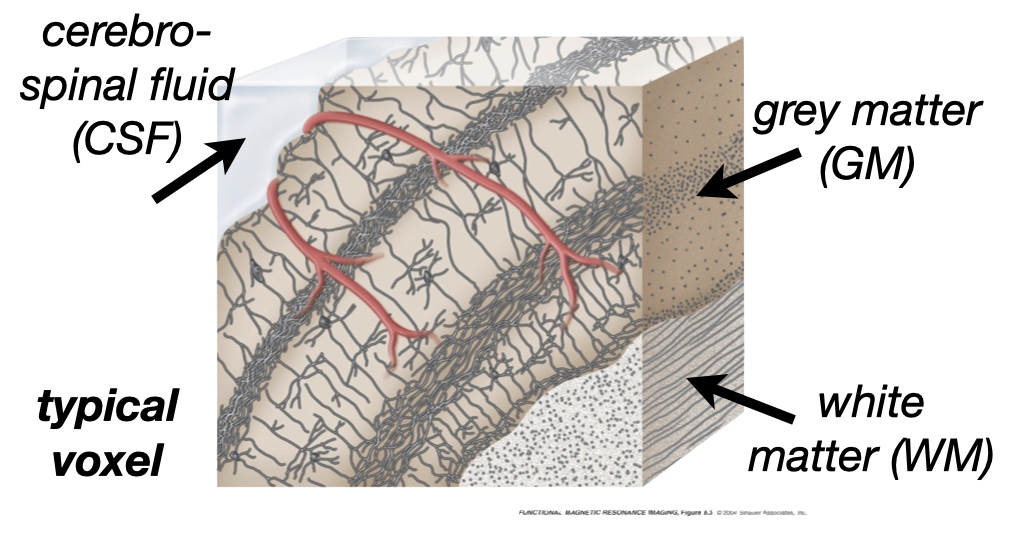 cerebro-
spinal fluid
(CSF)
grey matter
(GM)
typical
voxel
white
matter (WM)
FUNCTIONAL MAGNETIC RESONANCE IMAGING, Figure 6.3 © 2004 Sinauer Associates, Inc.